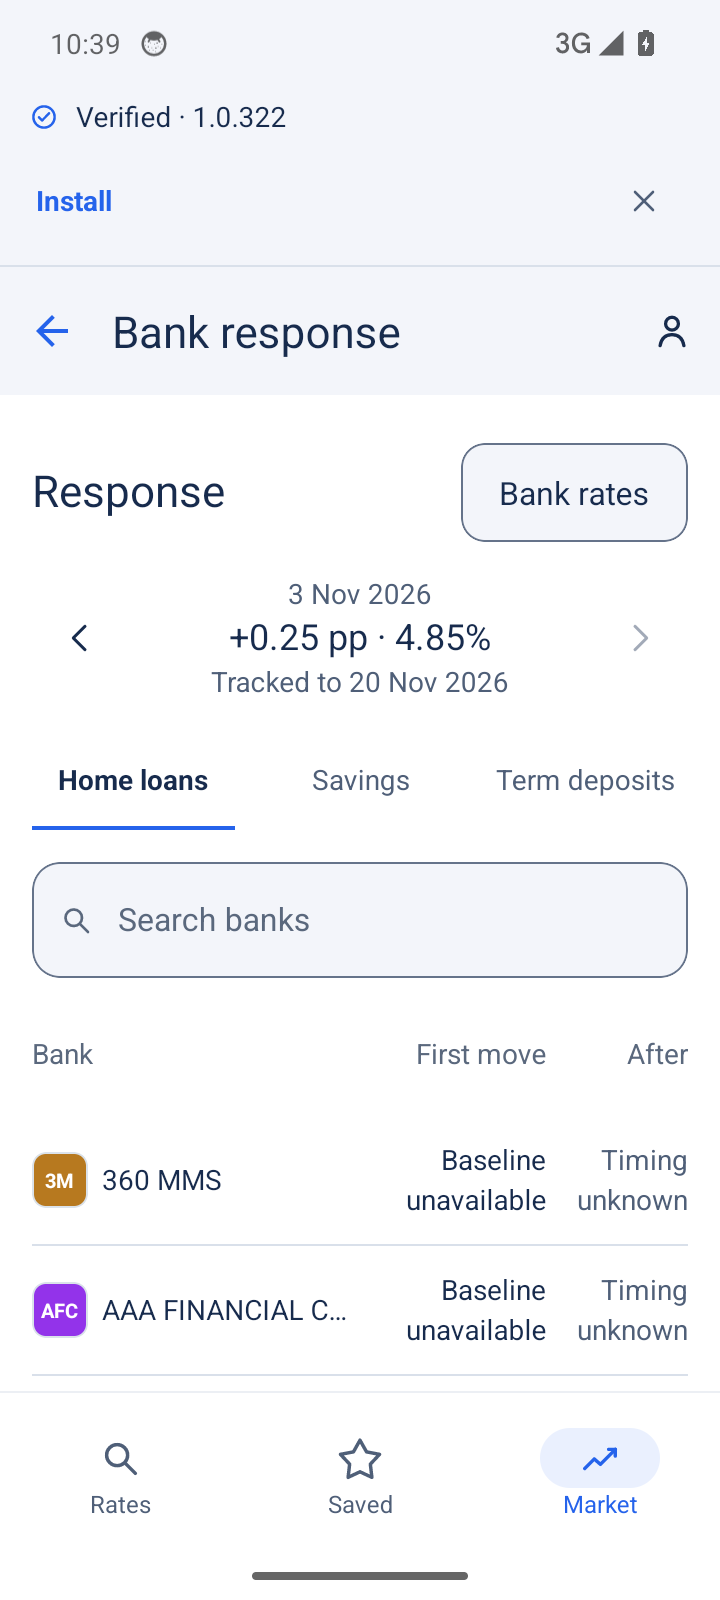 10:39
3G
Verified · 1.0.322
Install
Bank response
Response
Bank rates
3 Nov 2026
+0.25 pp · 4.85%
Tracked to 20 Nov 2026
Home loans Savings Term deposits
Search banks
Bank First move After
3M 360 MMS Baseline unavailable Timing unknown
AFC AAA FINANCIAL C... Baseline unavailable Timing unknown
Rates Saved Market